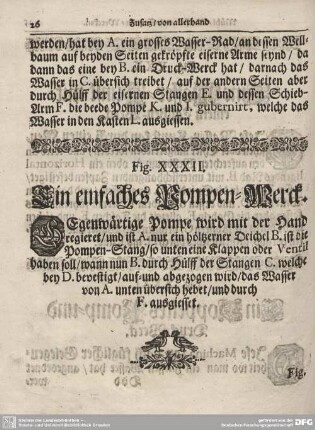 26 Zusatz/von allerhand
werden/hat bey A. ein grosses Wasser-Rad/an dessen Well-
baum auf beyden Seiten gekröpfte eiserne Arme seynd/da
dann das eine bey B. ein Druck-Werck hat/darnach das
Wasser in C. übersich treibet/auf der andern Seiten aber
durch Hülff der eisernen Stangen E. und dessen Schieb-
Arm F. die beede Pompe K. und I. gubernirt, welche das
Wasser in den Kasten L. ausgiessen.
Fig. XXXII.
Ein einfaches Pompen-Werck.
GEgenwärtige Pompe wird mit der Hand
regieret/und ist A. nur ein höltzerner Deichel B. ist die
Pompen-Stang/so unten eine Klappen oder Ventil
haben soll/wann nun B. durch Hülff der Stangen C. welche
bey D. bevestigt/auf- und abgezogen wird/das Wasser
von A. unten übersich hebet/und durch
F. ausgiesset.
Fig.